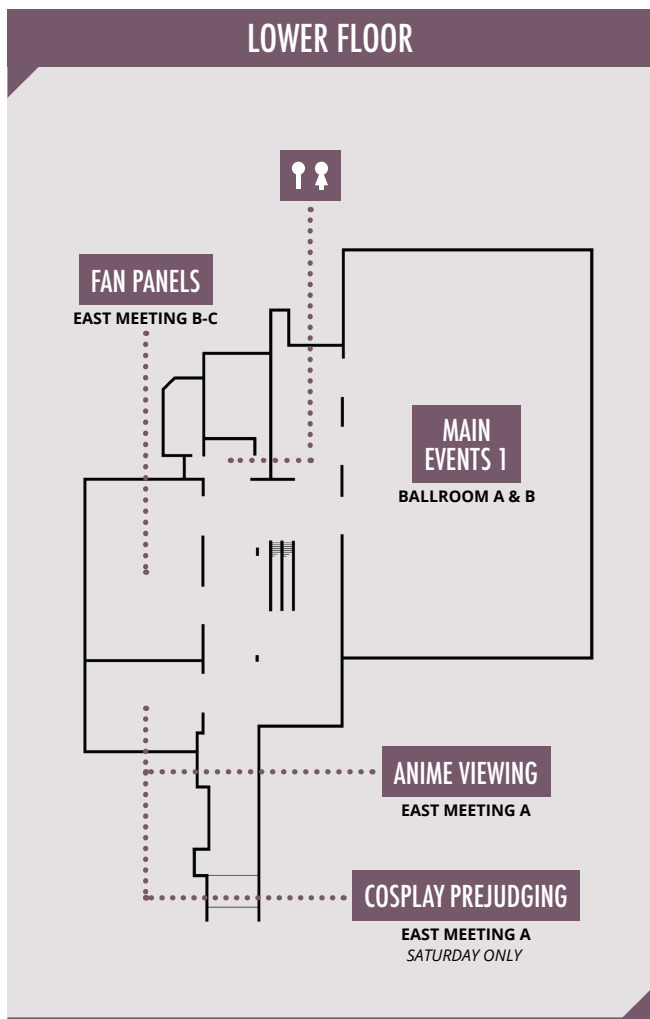 LOWER FLOOR
FAN PANELS
EAST MEETING B-C
MAIN
EVENTS 1
BALLROOM A & B
ANIME VIEWING
EAST MEETING A
COSPLAY PREJUDGING
EAST MEETING A
SATURDAY ONLY